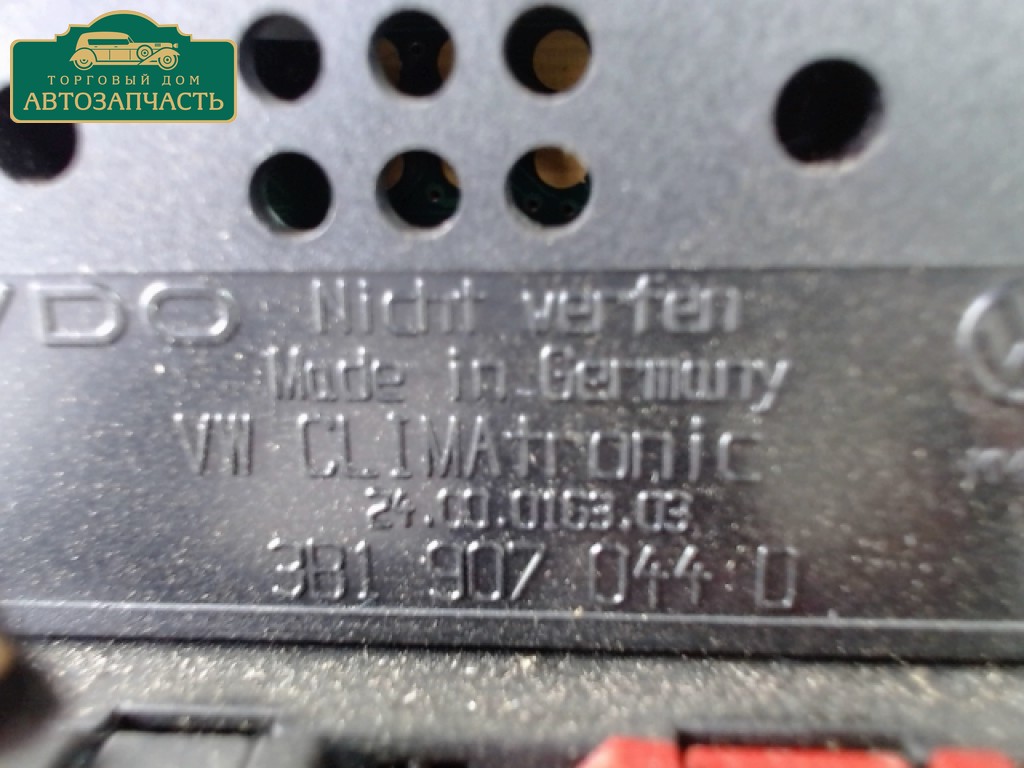 ТОРГОВЫЙ ДОМ
АВТОЗАПЧАСТЬ
VDO Nicht werfen
Made in Germany
VW CLIMAtronic
24.00.0163.03
3B1 907 044 D